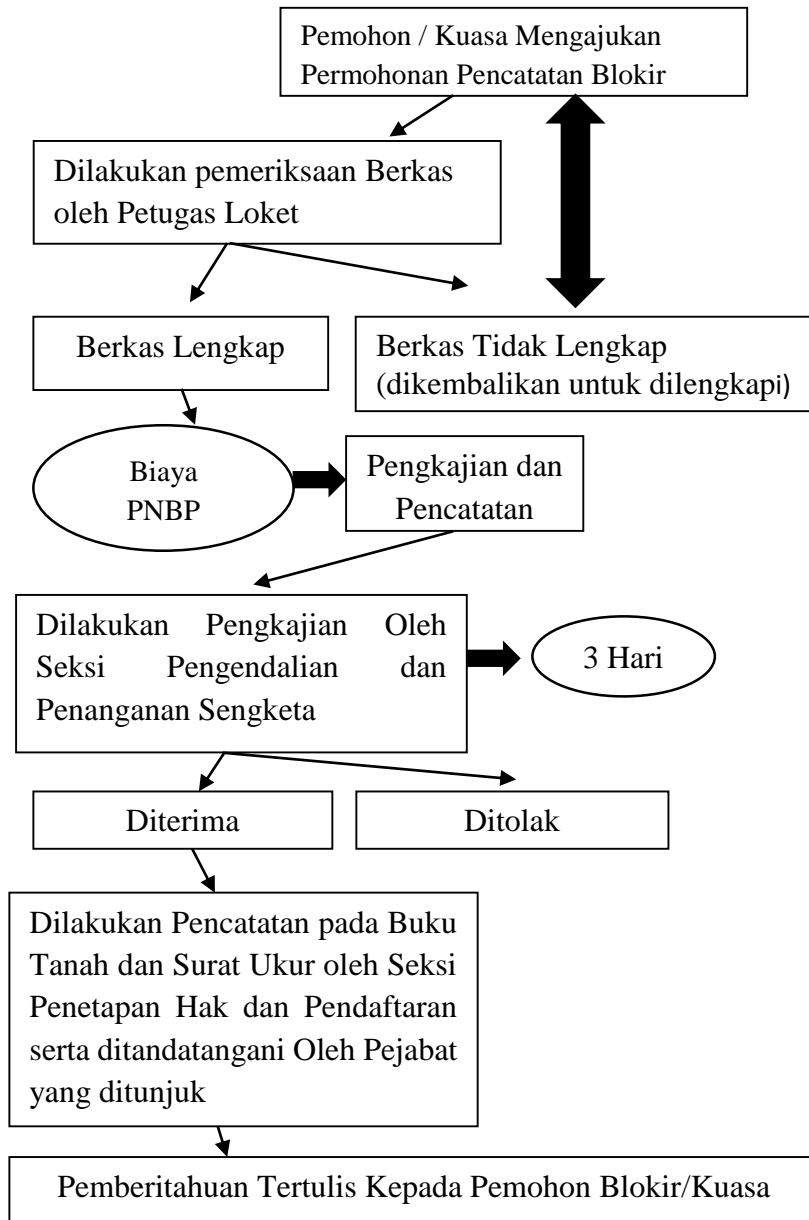 Pemohon / Kuasa Mengajukan
Permohonan Pencatatan Blokir
Dilakukan pemeriksaan Berkas
oleh Petugas Loket
Berkas Lengkap
Berkas Tidak Lengkap
(dikembalikan untuk dilengkapi)
Biaya
PNBP
Pengkajian dan
Pencatatan
Dilakukan Pengkajian Oleh
Seksi Pengendalian dan
Penanganan Sengketa
3 Hari
Diterima
Ditolak
Dilakukan Pencatatan pada Buku
Tanah dan Surat Ukur oleh Seksi
Penetapan Hak dan Pendaftaran
serta ditandatangani Oleh Pejabat
yang ditunjuk
Pemberitahuan Tertulis Kepada Pemohon Blokir/Kuasa